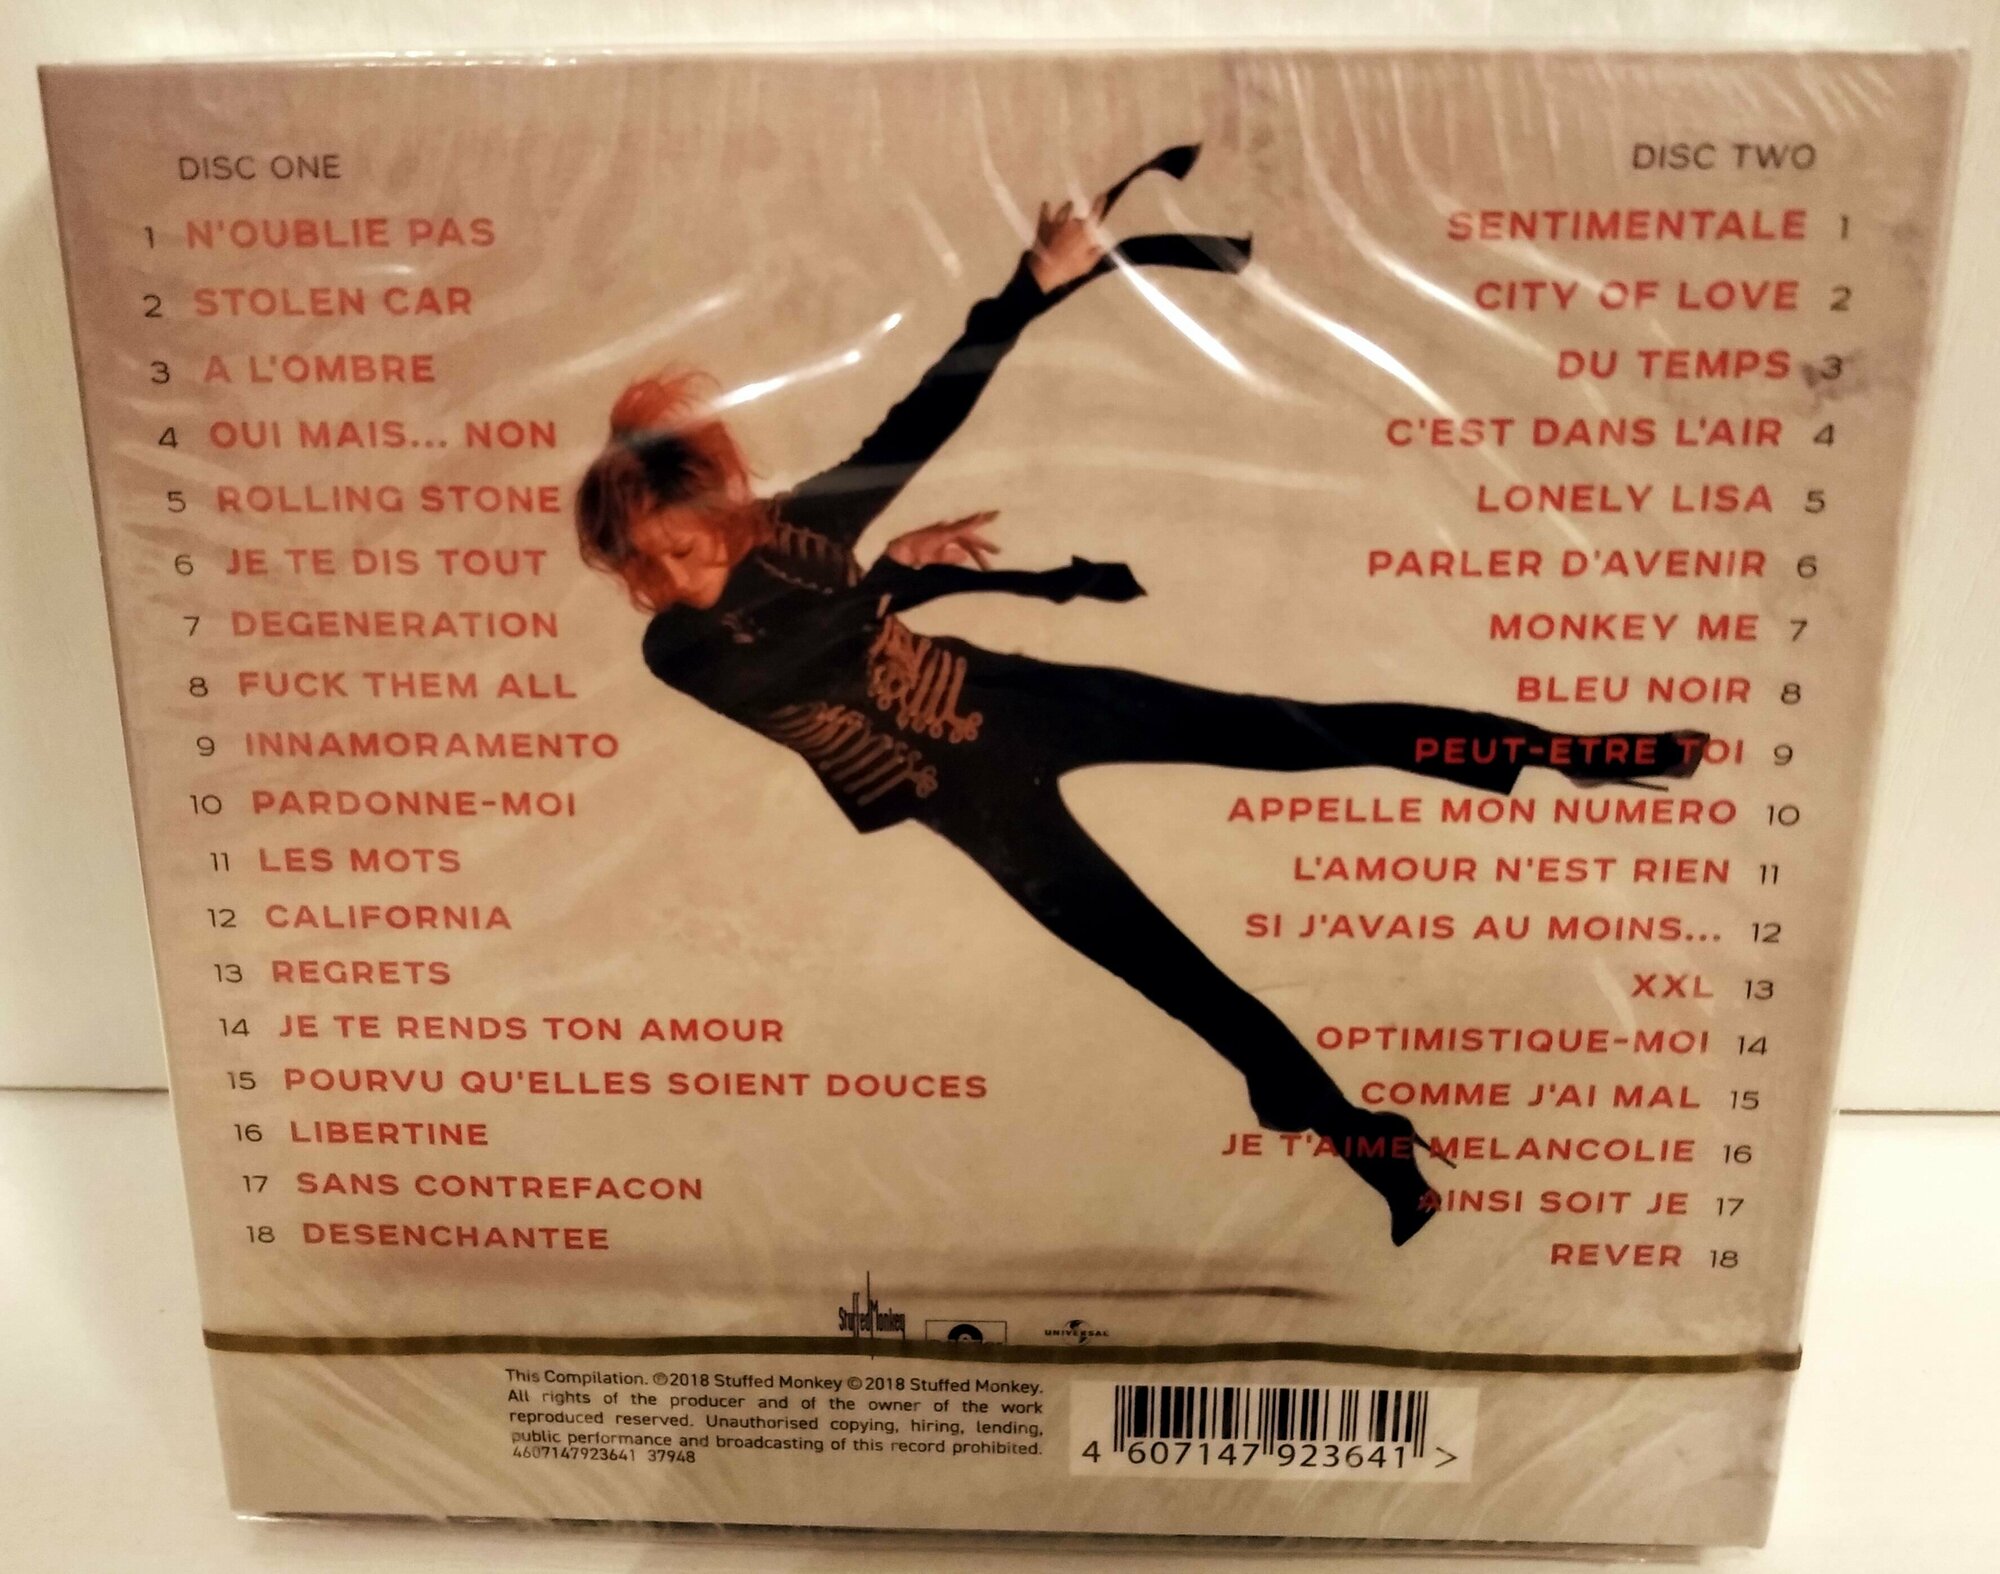 DISC ONE
1 N'OUBLIE PAS
2 STOLEN CAR
3 A L'OMBRE
4 OUI MAIS... NON
5 ROLLING STONE
6 JE TE DIS TOUT
7 DEGENERATION
8 FUCK THEM ALL
9 INNAMORAMENTO
10 PARDONNE-MOI
11 LES MOTS
12 CALIFORNIA
13 REGRETS
14 JE TE RENDS TON AMOUR
15 POURVU QU'ELLES SOIENT DOUCES
16 LIBERTINE
17 SANS CONTREFACON
18 DESENCHANTEE
DISC TWO
SENTIMENTALE 1
CITY OF LOVE 2
DU TEMPS 3
C'EST DANS L'AIR 4
LONELY LISA 5
PARLER D'AVENIR 6
MONKEY ME 7
BLEU NOIR 8
PEUT-ETRE TOI 9
APPELLE MON NUMERO 10
L'AMOUR N'EST RIEN 11
SI J'AVAIS AU MOINS... 12
XXL 13
OPTIMISTIQUE-MOI 14
COMME J'AI MAL 15
JE T'AIME MELANCOLIE 16
AINSI SOIT JE 17
REVER 18
Stuffed Monkey
UNIVERSAL
This Compilation. ℗2018 Stuffed Monkey ©2018 Stuffed Monkey.
All rights of the producer and of the owner of the work
reproduced reserved. Unauthorised copying, hiring, lending,
public performance and broadcasting of this record prohibited.
4607147923641 37948
4 607147 923641 >